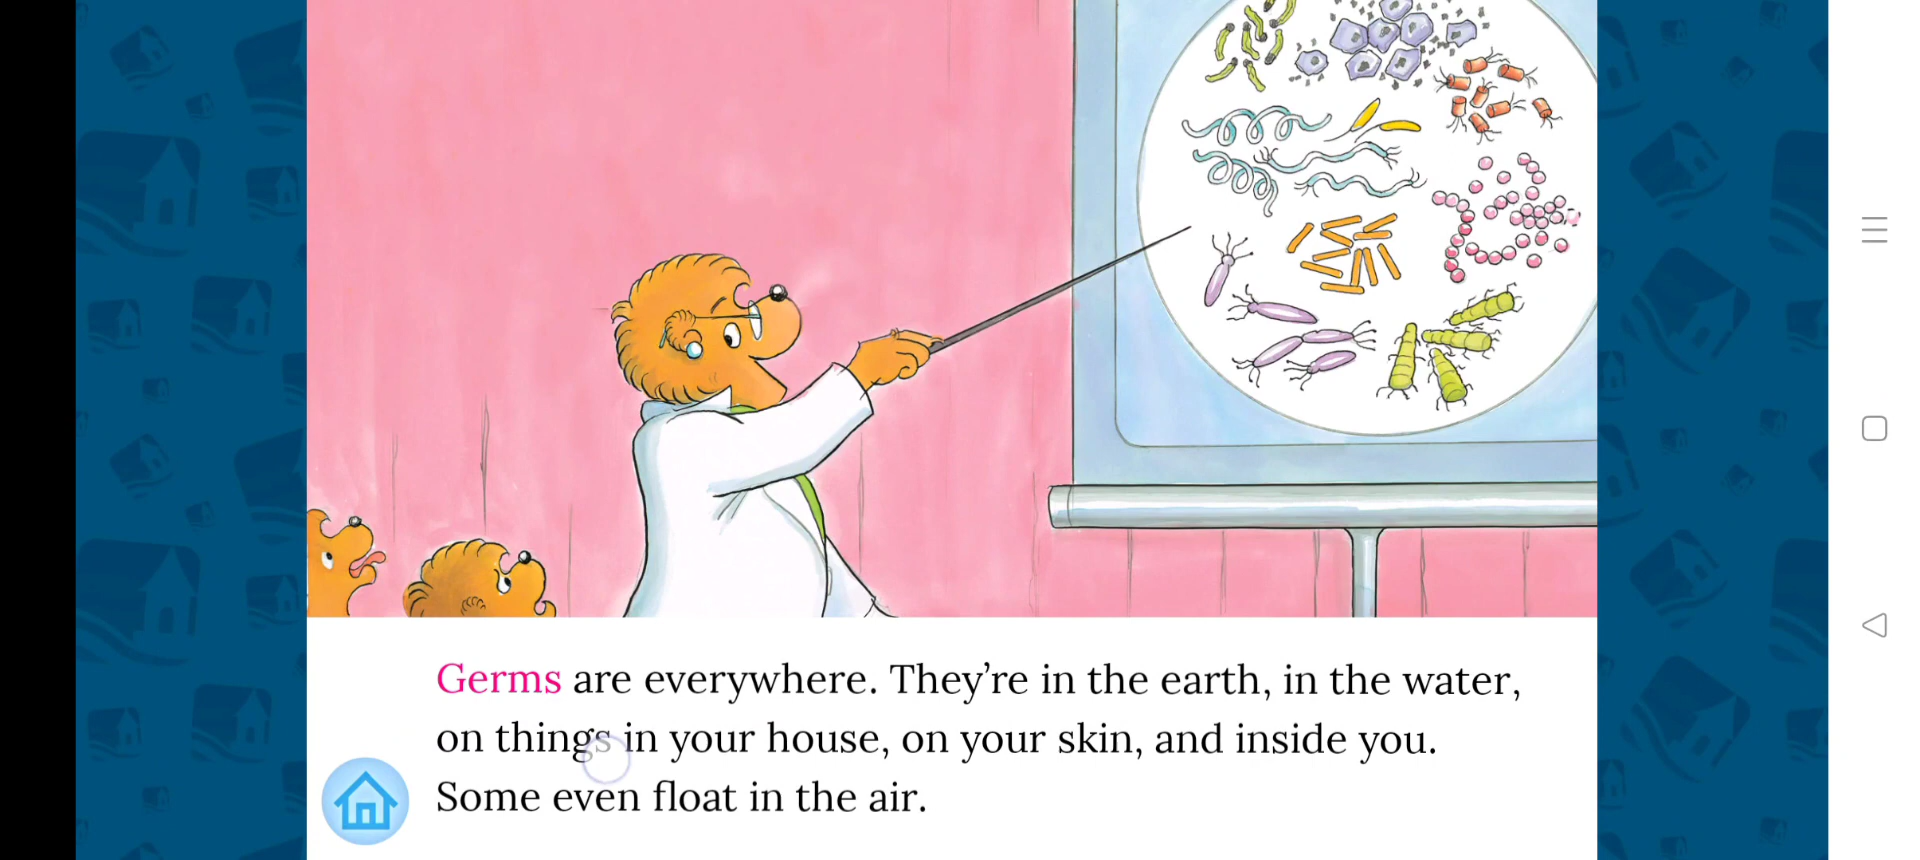 Germs are everywhere. They’re in the earth, in the water,
on things in your house, on your skin, and inside you.
Some even float in the air.